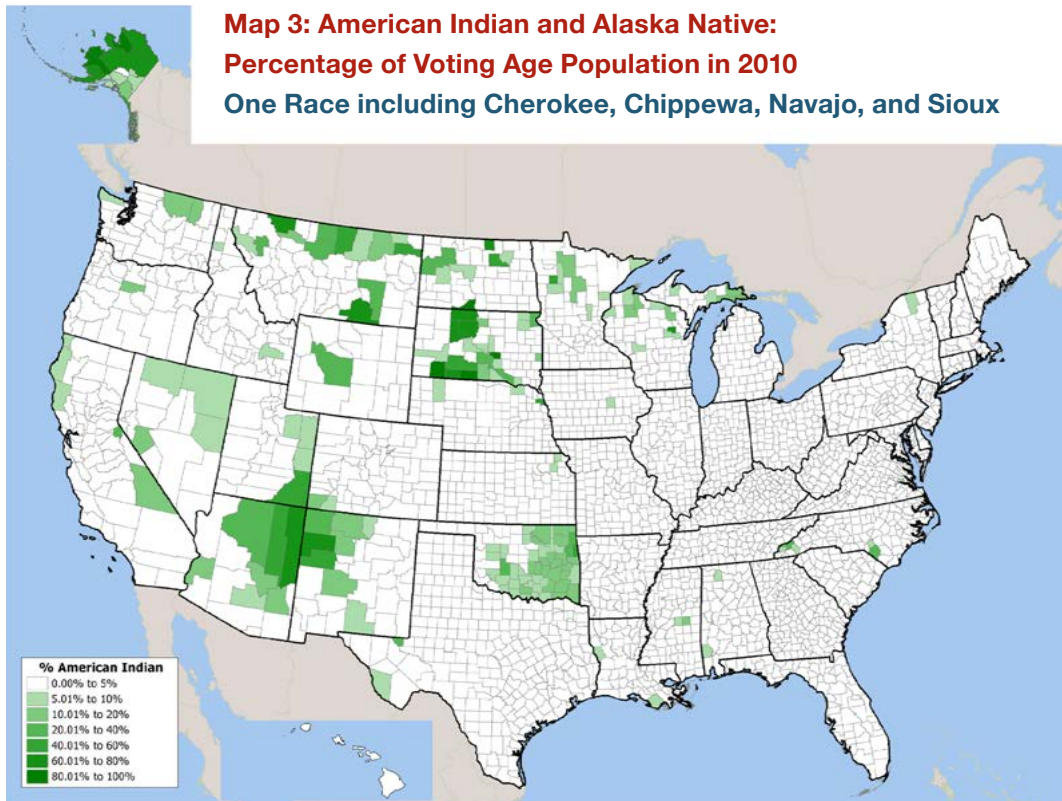 Map 3: American Indian and Alaska Native:
Percentage of Voting Age Population in 2010
One Race including Cherokee, Chippewa, Navajo, and Sioux
% American Indian
0.00% to 5%
5.01% to 10%
10.01% to 20%
20.01% to 40%
40.01% to 60%
60.01% to 80%
80.01% to 100%